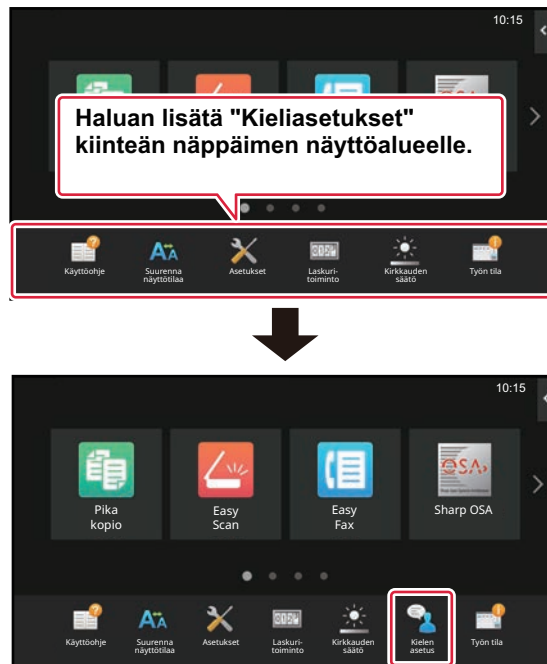 10:15
Haluan lisätä "Kieliasetukset"
kiinteän näppäimen näyttöalueelle.
Käyttöohje
Suurenna
näyttötilaa
Asetukset
Laskuri-
toiminto
Kirkkauden
säätö
Työn tila
10:15
Pika
kopio
Easy
Scan
Easy
Fax
Sharp OSA
Käyttöohje
Suurenna
näyttötilaa
Asetukset
Laskuri-
toiminto
Kirkkauden
säätö
Kielen
asetus
Työn tila